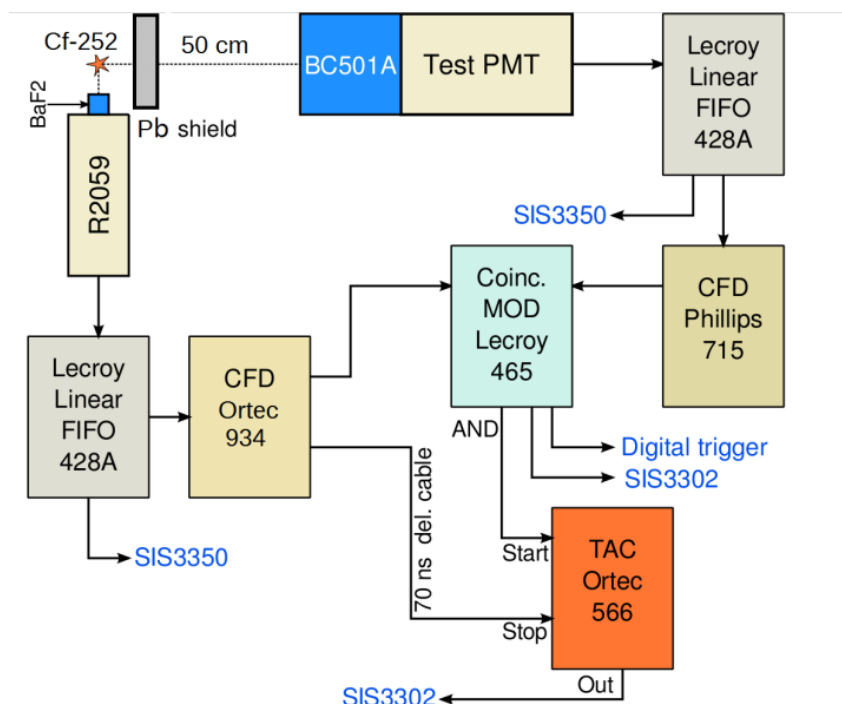 Cf-252
50 cm
BC501A
Test PMT
Lecroy
Linear
FIFO
428A
BaF2
Pb shield
R2059
SIS3350
Coinc.
MOD
Lecroy
465
CFD
Phillips
715
Lecroy
Linear
FIFO
428A
CFD
Ortec
934
AND
Digital trigger
SIS3302
70 ns del. cable
SIS3350
Start
Stop
TAC
Ortec
566
Out
SIS3302